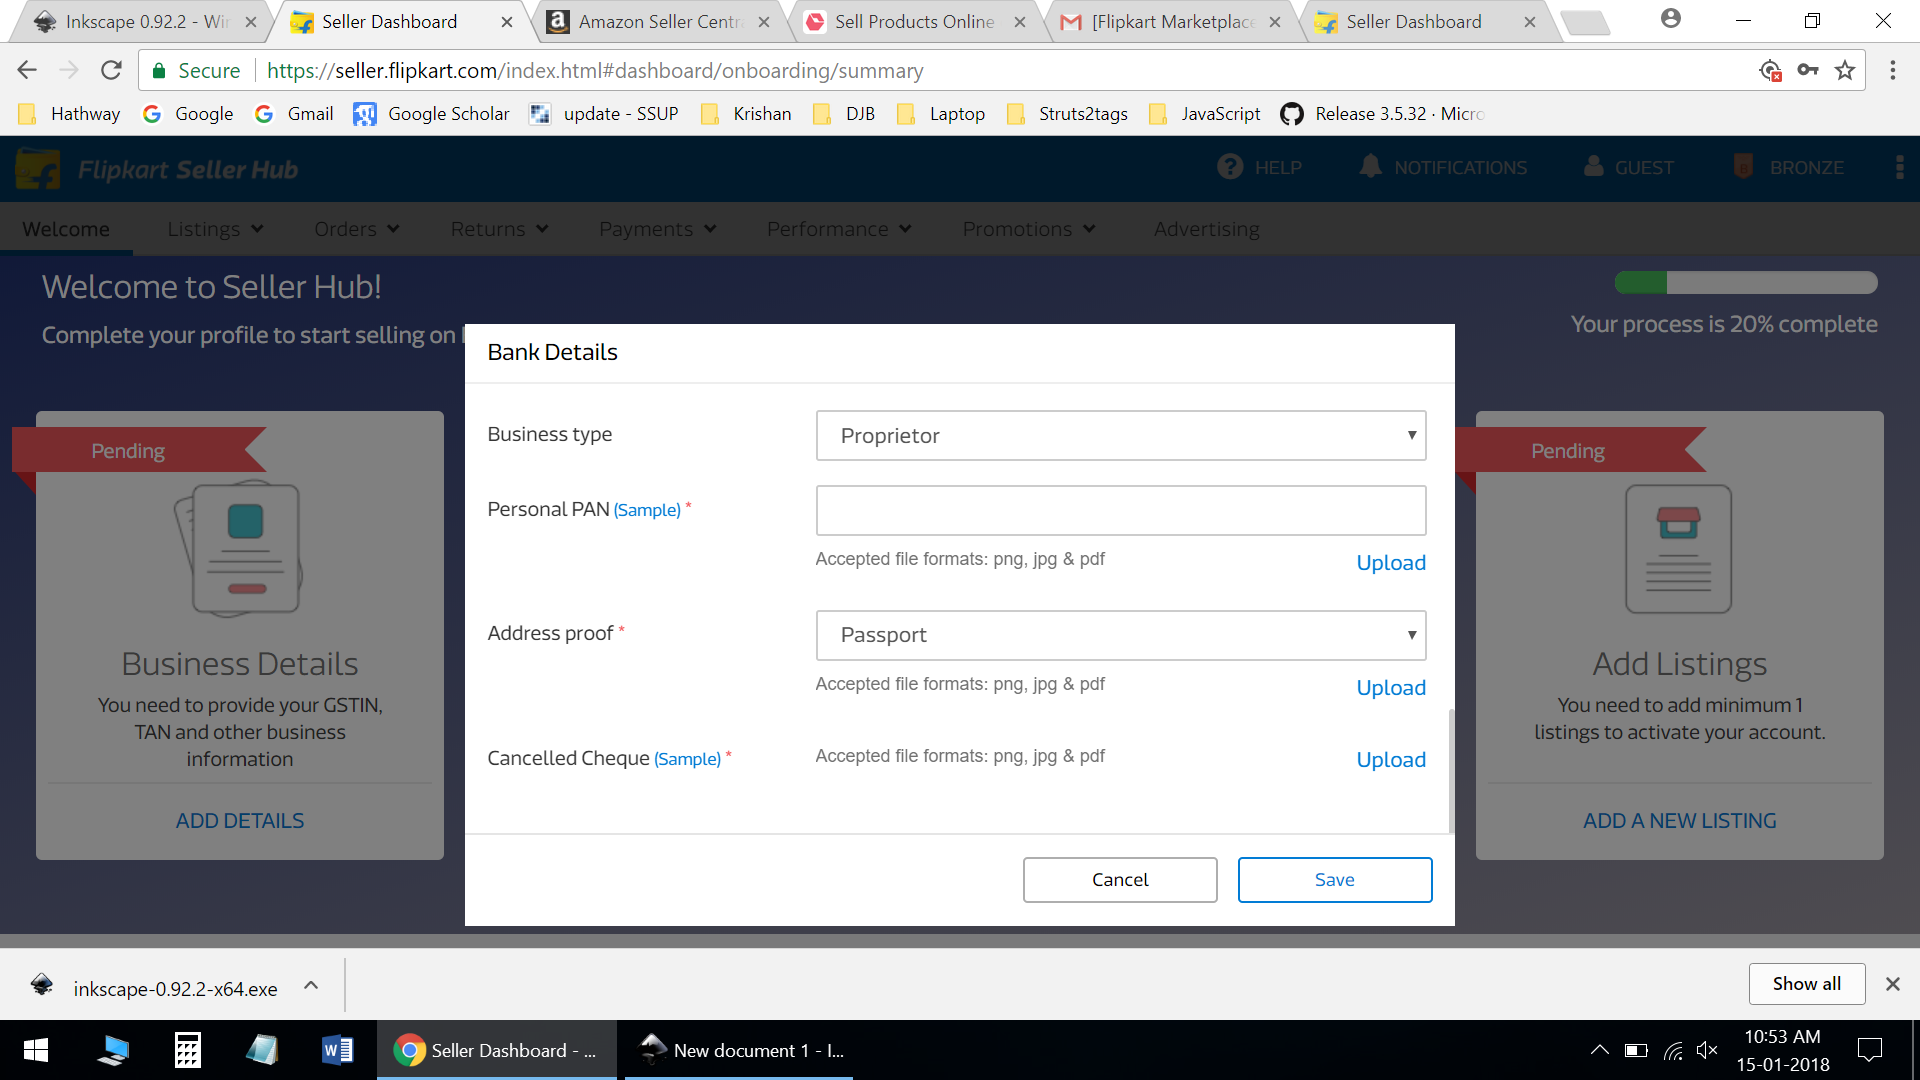 Inkscape 0.92.2 - Win
Seller Dashboard
Amazon Seller Centra
Sell Products Online
[Flipkart Marketplace
Seller Dashboard
Secure
https://seller.flipkart.com/index.html#dashboard/onboarding/summary
Hathway
Google
Gmail
Google Scholar
update - SSUP
Krishan
DJB
Laptop
Struts2tags
JavaScript
Release 3.5.32 · Micro
Flipkart Seller Hub
HELP
NOTIFICATIONS
GUEST
BRONZE
Welcome
Listings
Orders
Returns
Payments
Performance
Promotions
Advertising
Welcome to Seller Hub!
Complete your profile to start selling on
Your process is 20% complete
Pending
Business Details
You need to provide your GSTIN,
TAN and other business
information
ADD DETAILS
Bank Details
Business type
Proprietor
Personal PAN (Sample) *
Accepted file formats: png, jpg & pdf
Upload
Address proof *
Passport
Accepted file formats: png, jpg & pdf
Upload
Cancelled Cheque (Sample) *
Accepted file formats: png, jpg & pdf
Upload
Cancel
Save
Pending
Add Listings
You need to add minimum 1
listings to activate your account.
ADD A NEW LISTING
inkscape-0.92.2-x64.exe
Show all
Seller Dashboard - ...
New document 1 - I...
10:53 AM
15-01-2018